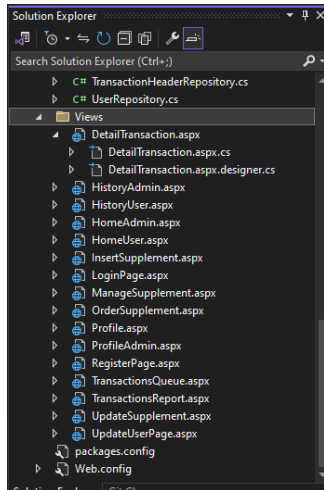 Solution Explorer
Search Solution Explorer (Ctrl+;)
C# TransactionHeaderRepository.cs
C# UserRepository.cs
Views
DetailTransaction.aspx
DetailTransaction.aspx.cs
DetailTransaction.aspx.designer.cs
HistoryAdmin.aspx
HistoryUser.aspx
HomeAdmin.aspx
HomeUser.aspx
InsertSupplement.aspx
LoginPage.aspx
ManageSupplement.aspx
OrderSupplement.aspx
Profile.aspx
ProfileAdmin.aspx
RegisterPage.aspx
TransactionsQueue.aspx
TransactionsReport.aspx
UpdateSupplement.aspx
UpdateUserPage.aspx
packages.config
Web.config
Solution Explorer